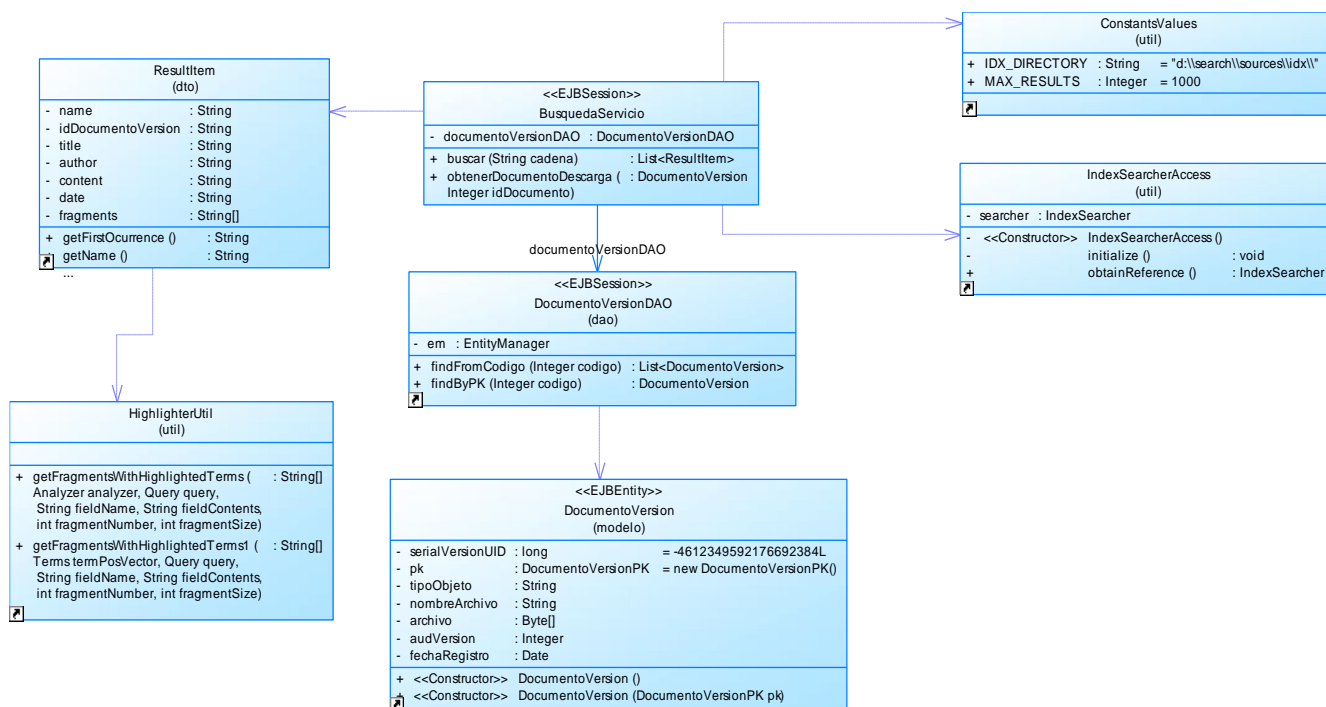 ConstantsValues
(util)
+ IDX_DIRECTORY : String = "d:\\search\\sources\\idx\\"
+ MAX_RESULTS : Integer = 1000
ResultItem
(dto)
- name : String
- idDocumentoVersion : String
- title : String
- author : String
- content : String
- date : String
- fragments : String[]
+ getFirstOcurrence () : String
+ getName () : String
...
<<EJBSession>>
BusquedaServicio
- documentoVersionDAO : DocumentoVersionDAO
+ buscar (String cadena) : List<ResultItem>
+ obtenerDocumentoDescarga ( : DocumentoVersion
Integer idDocumento)
IndexSearcherAccess
(util)
- searcher : IndexSearcher
- <<Constructor>> IndexSearcherAccess ()
- initialize () : void
+ obtainReference () : IndexSearcher
documentoVersionDAO
<<EJBSession>>
DocumentoVersionDAO
(dao)
- em : EntityManager
+ findFromCodigo (Integer codigo) : List<DocumentoVersion>
+ findByPK (Integer codigo) : DocumentoVersion
HighlighterUtil
(util)
+ getFragmentsWithHighlightedTerms ( : String[]
Analyzer analyzer, Query query,
String fieldName, String fieldContents,
int fragmentNumber, int fragmentSize)
+ getFragmentsWithHighlightedTerms1 ( : String[]
Terms termPosVector, Query query,
String fieldName, String fieldContents,
int fragmentNumber, int fragmentSize)
<<EJBEntity>>
DocumentoVersion
(modelo)
- serialVersionUID : long = -4612349592176692384L
- pk : DocumentoVersionPK = new DocumentoVersionPK()
- tipoObjeto : String
- nombreArchivo : String
- archivo : Byte[]
- audVersion : Integer
- fechaRegistro : Date
+ <<Constructor>> DocumentoVersion ()
+ <<Constructor>> DocumentoVersion (DocumentoVersionPK pk)